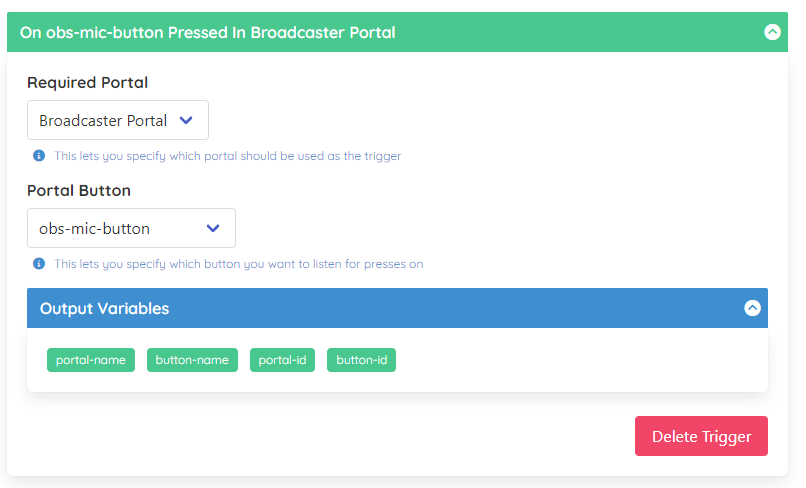 On obs-mic-button Pressed In Broadcaster Portal
Required Portal
Broadcaster Portal
This lets you specify which portal should be used as the trigger
Portal Button
obs-mic-button
This lets you specify which button you want to listen for presses on
Output Variables
portal-name button-name portal-id button-id
Delete Trigger